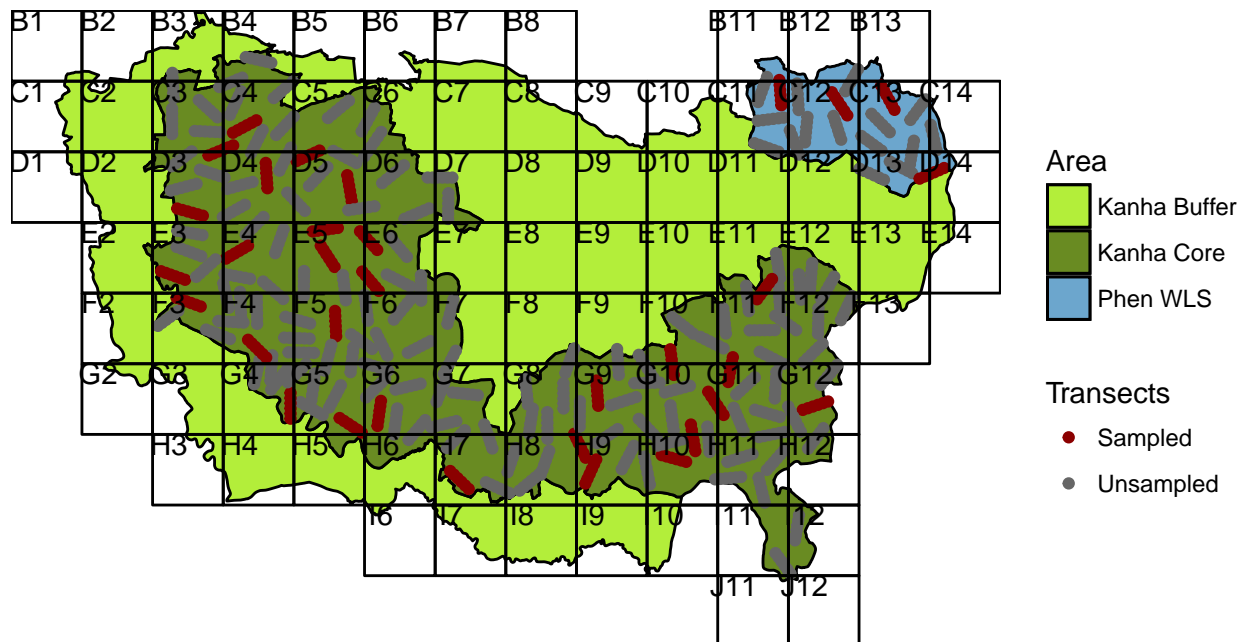 B1 B2 B3 B4 B5 B6 B7 B8 B11 B12 B13
C1 C2 C3 C4 C5 C6 C7 C8 C9 C10 C11 C12 C13 C14
D1 D2 D3 D4 D5 D6 D7 D8 D9 D10 D11 D12 D13 D14
E2 E3 E4 E5 E6 E7 E8 E9 E10 E11 E12 E13 E14
F2 F3 F4 F5 F6 F7 F8 F9 F10 F11 F12 F13
G2 G3 G4 G5 G6 G7 G8 G9 G10 G11 G12
H3 H4 H5 H6 H7 H8 H9 H10 H11 H12
I6 I7 I8 I9 I10 I11 I12
J11 J12
Area
Kanha Buffer
Kanha Core
Phen WLS
Transects
Sampled
Unsampled